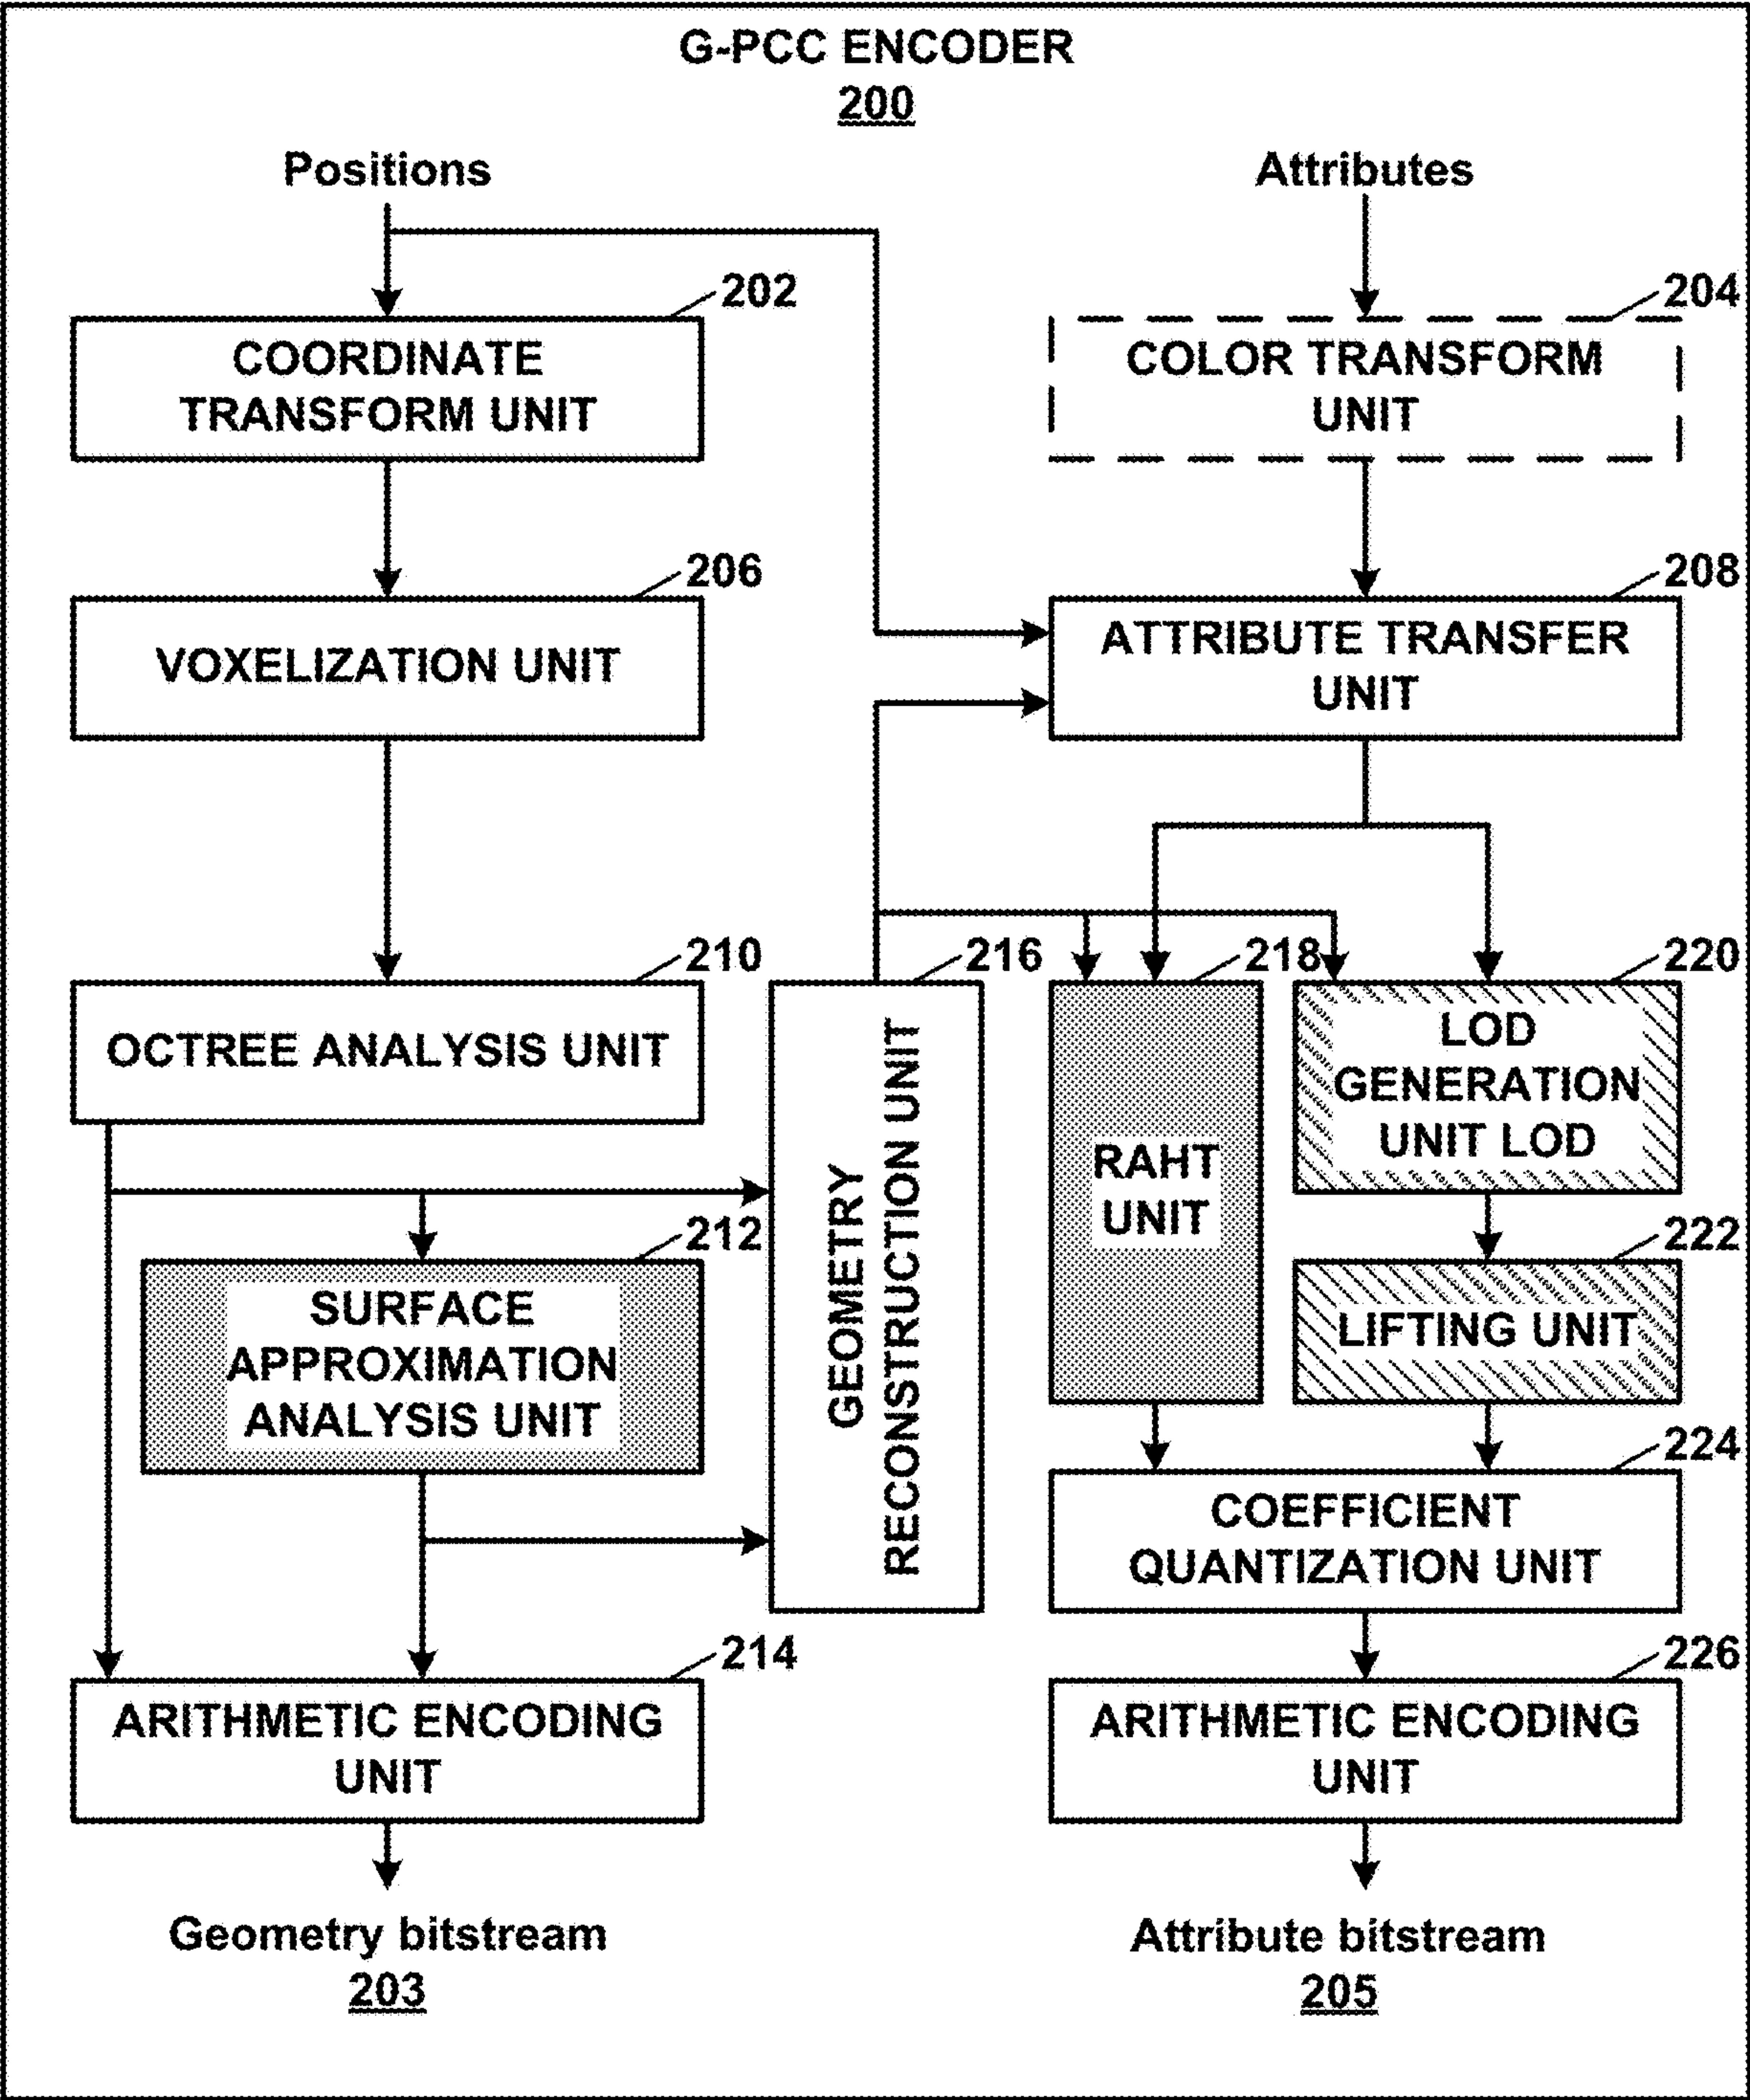 G-PCC ENCODER
200
Positions
Attributes
202
COORDINATE
TRANSFORM UNIT
204
COLOR TRANSFORM
UNIT
206
VOXELIZATION UNIT
208
ATTRIBUTE TRANSFER
UNIT
210
OCTREE ANALYSIS UNIT
216
GEOMETRY
RECONSTRUCTION UNIT
218
RAHT
UNIT
220
LOD
GENERATION
UNIT LOD
212
SURFACE
APPROXIMATION
ANALYSIS UNIT
222
LIFTING UNIT
224
COEFFICIENT
QUANTIZATION UNIT
214
ARITHMETIC ENCODING
UNIT
226
ARITHMETIC ENCODING
UNIT
Geometry bitstream
203
Attribute bitstream
205